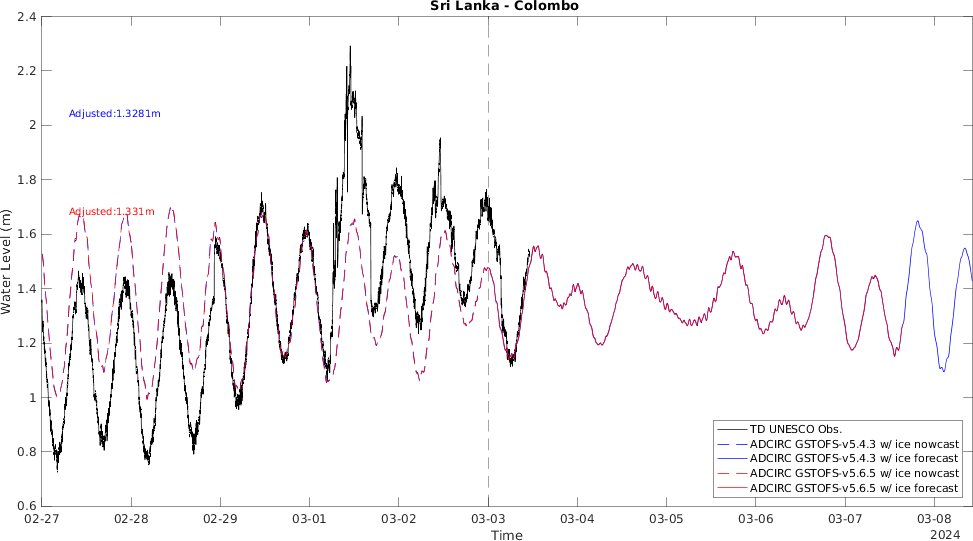 Sri Lanka - Colombo
2.4
2.2
2
1.8
1.6
1.4
1.2
1
0.8
0.6
Water Level (m)
Adjusted:1.3281m
Adjusted:1.331m
TD UNESCO Obs.
ADCIRC GSTOFS-v5.4.3 w/ ice nowcast
ADCIRC GSTOFS-v5.4.3 w/ ice forecast
ADCIRC GSTOFS-v5.6.5 w/ ice nowcast
ADCIRC GSTOFS-v5.6.5 w/ ice forecast
02-27 02-28 02-29 03-01 03-02 03-03 03-04 03-05 03-06 03-07 03-08
Time
2024